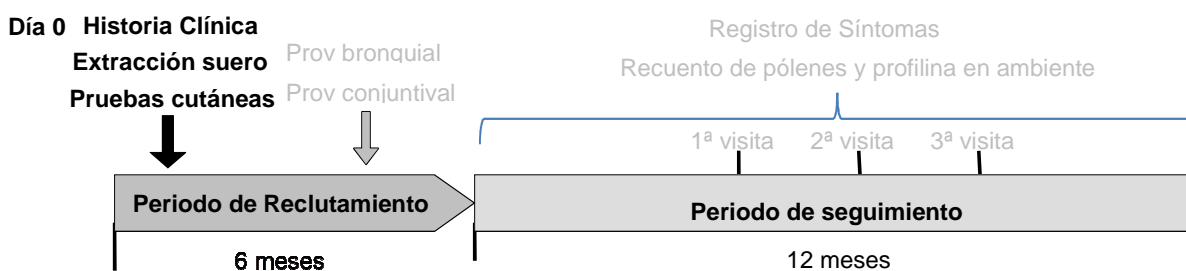 Día 0 Historia Clínica
Extracción suero
Pruebas cutáneas
Prov bronquial
Prov conjuntival
Registro de Síntomas
Recuento de pólenes y profilina en ambiente
1ª visita 2ª visita 3ª visita
Periodo de Reclutamiento
Periodo de seguimiento
6 meses
12 meses